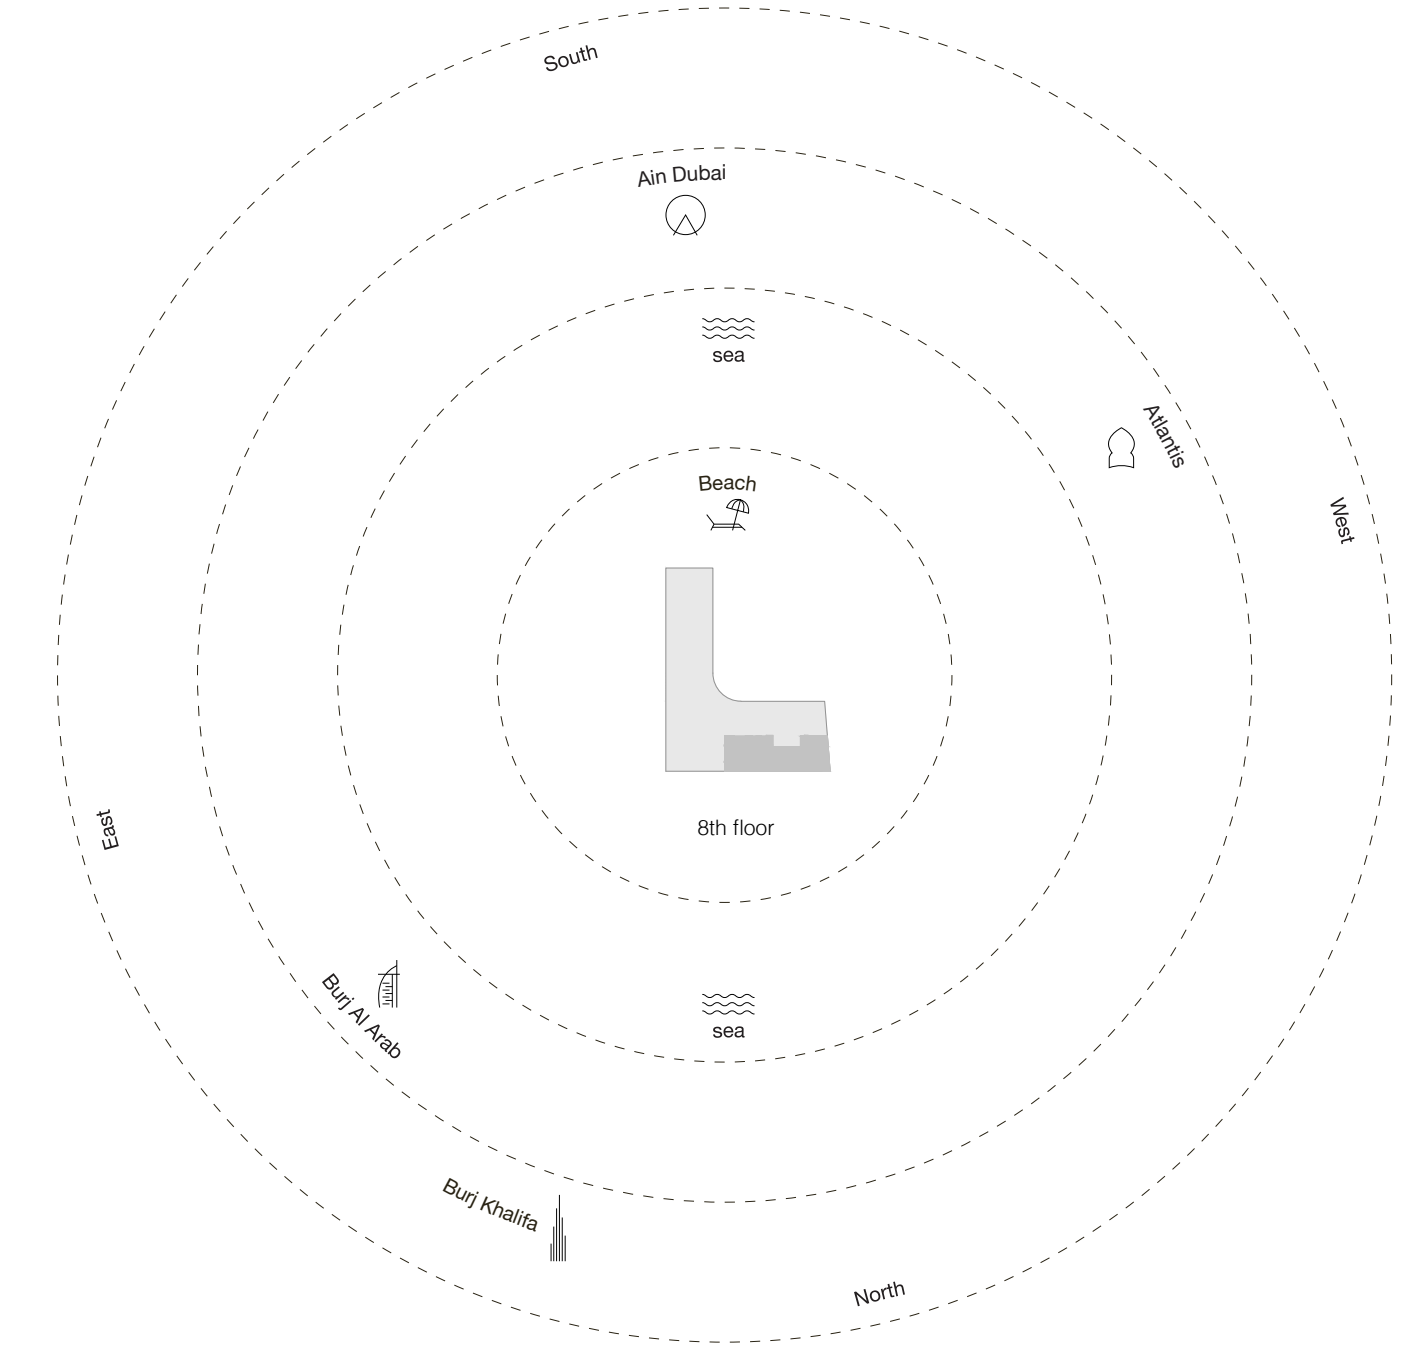 South
Ain Dubai
sea
Atlantis
Beach
West
8th floor
East
Burj Al Arab
sea
Burj Khalifa
North